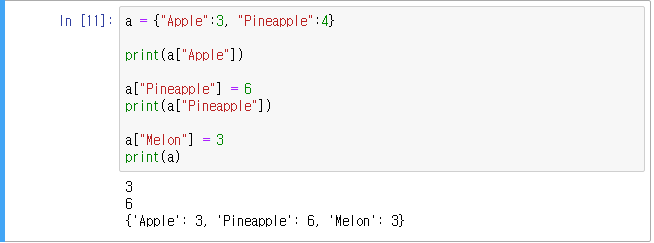 In [11]: a = {"Apple":3, "Pineapple":4}
print(a["Apple"])
a["Pineapple"] = 6
print(a["Pineapple"])
a["Melon"] = 3
print(a)
3
6
{'Apple': 3, 'Pineapple': 6, 'Melon': 3}